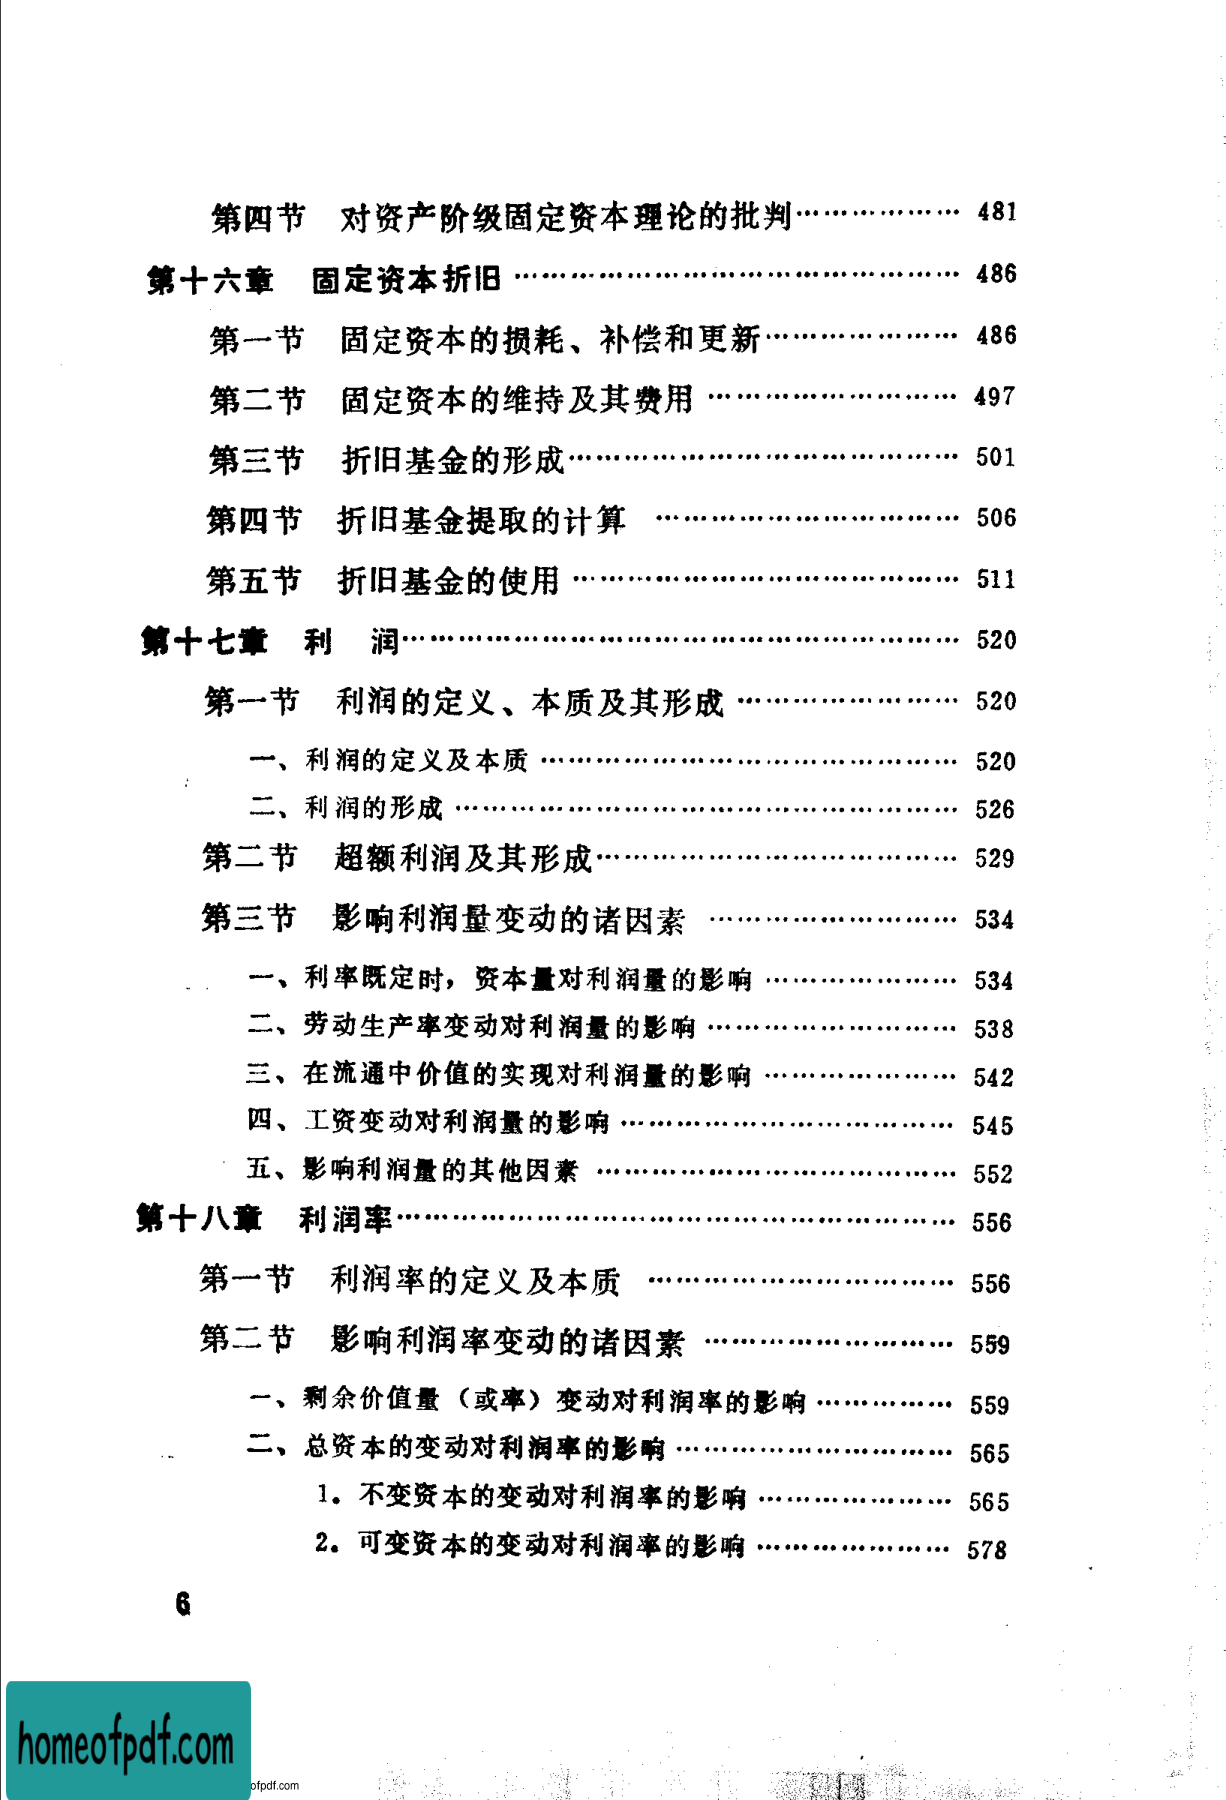 第四节 对资产阶级固定资本理论的批判……………… 481
第十六章 固定资本折旧……………………………………… 486
第一节 固定资本的损耗、补偿和更新………………… 486
第二节 固定资本的维持及其费用……………………… 497
第三节 折旧基金的形成………………………………… 501
第四节 折旧基金提取的计算 ………………………… 506
第五节 折旧基金的使用………………………………… 511
第十七章 利 润……………………………………………… 520
第一节 利润的定义、本质及其形成…………………… 520
一、利润的定义及本质…………………………………… 520
二、利润的形成…………………………………………… 526
第二节 超额利润及其形成……………………………… 529
第三节 影响利润量变动的诸因素 …………………… 534
一、利率既定时，资本量对利润量的影响……………… 534
二、劳动生产率变动对利润量的影响…………………… 538
三、在流通中价值的实现对利润量的影响……………… 542
四、工资变动对利润量的影响…………………………… 545
五、影响利润量的其他因素 …………………………… 552
第十八章 利润率……………………………………………… 556
第一节 利润率的定义及本质 ………………………… 556
第二节 影响利润率变动的诸因素 …………………… 559
一、剩余价值量（或率）变动对利润率的影响………… 559
二、总资本的变动对利润率的影响……………………… 565
1。不变资本的变动对利润率的影响………………… 565
2。可变资本的变动对利润率的影响………………… 578
6
homeofpdf.com
ofpdf.com